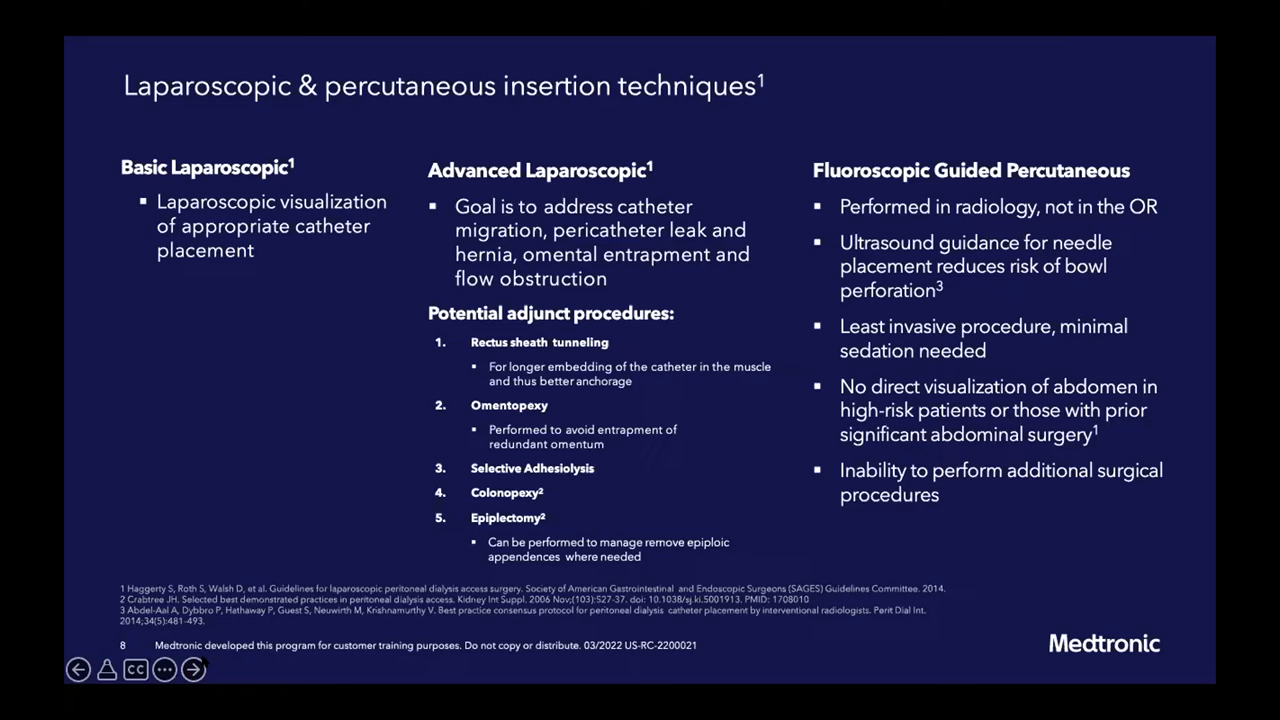 Laparoscopic & percutaneous insertion techniques¹
Basic Laparoscopic¹
▪ Laparoscopic visualization
of appropriate catheter
placement
Advanced Laparoscopic¹
▪ Goal is to address catheter
migration, pericatheter leak and
hernia, omental entrapment and
flow obstruction
Potential adjunct procedures:
1. Rectus sheath tunneling
▪ For longer embedding of the catheter in the muscle
and thus better anchorage
2. Omentopexy
▪ Performed to avoid entrapment of
redundant omentum
3. Selective Adhesiolysis
4. Colonopexy²
5. Epiplectomy²
▪ Can be performed to manage remove epiploic
appendences where needed
Fluoroscopic Guided Percutaneous
▪ Performed in radiology, not in the OR
▪ Ultrasound guidance for needle
placement reduces risk of bowl
perforation³
▪ Least invasive procedure, minimal
sedation needed
▪ No direct visualization of abdomen in
high-risk patients or those with prior
significant abdominal surgery¹
▪ Inability to perform additional surgical
procedures
1 Haggerty S, Roth S, Walsh D, et al. Guidelines for laparoscopic peritoneal dialysis access surgery. Society of American Gastrointestinal and Endoscopic Surgeons (SAGES) Guidelines Committee. 2014.
2 Crabtree JH. Selected best demonstrated practices in peritoneal dialysis access. Kidney Int Suppl. 2006 Nov;(103):S27-37. doi: 10.1038/sj.ki.5001913. PMID: 1708010
3 Abdel-Aal A, Dybbro P, Hathaway P, Guest S, Neuwirth M, Krishnamurthy V. Best practice consensus protocol for peritoneal dialysis catheter placement by interventional radiologists. Perit Dial Int.
2014;34(5):481-493.
8 Medtronic developed this program for customer training purposes. Do not copy or distribute. 03/2022 US-RC-2200021
Medtronic
CC